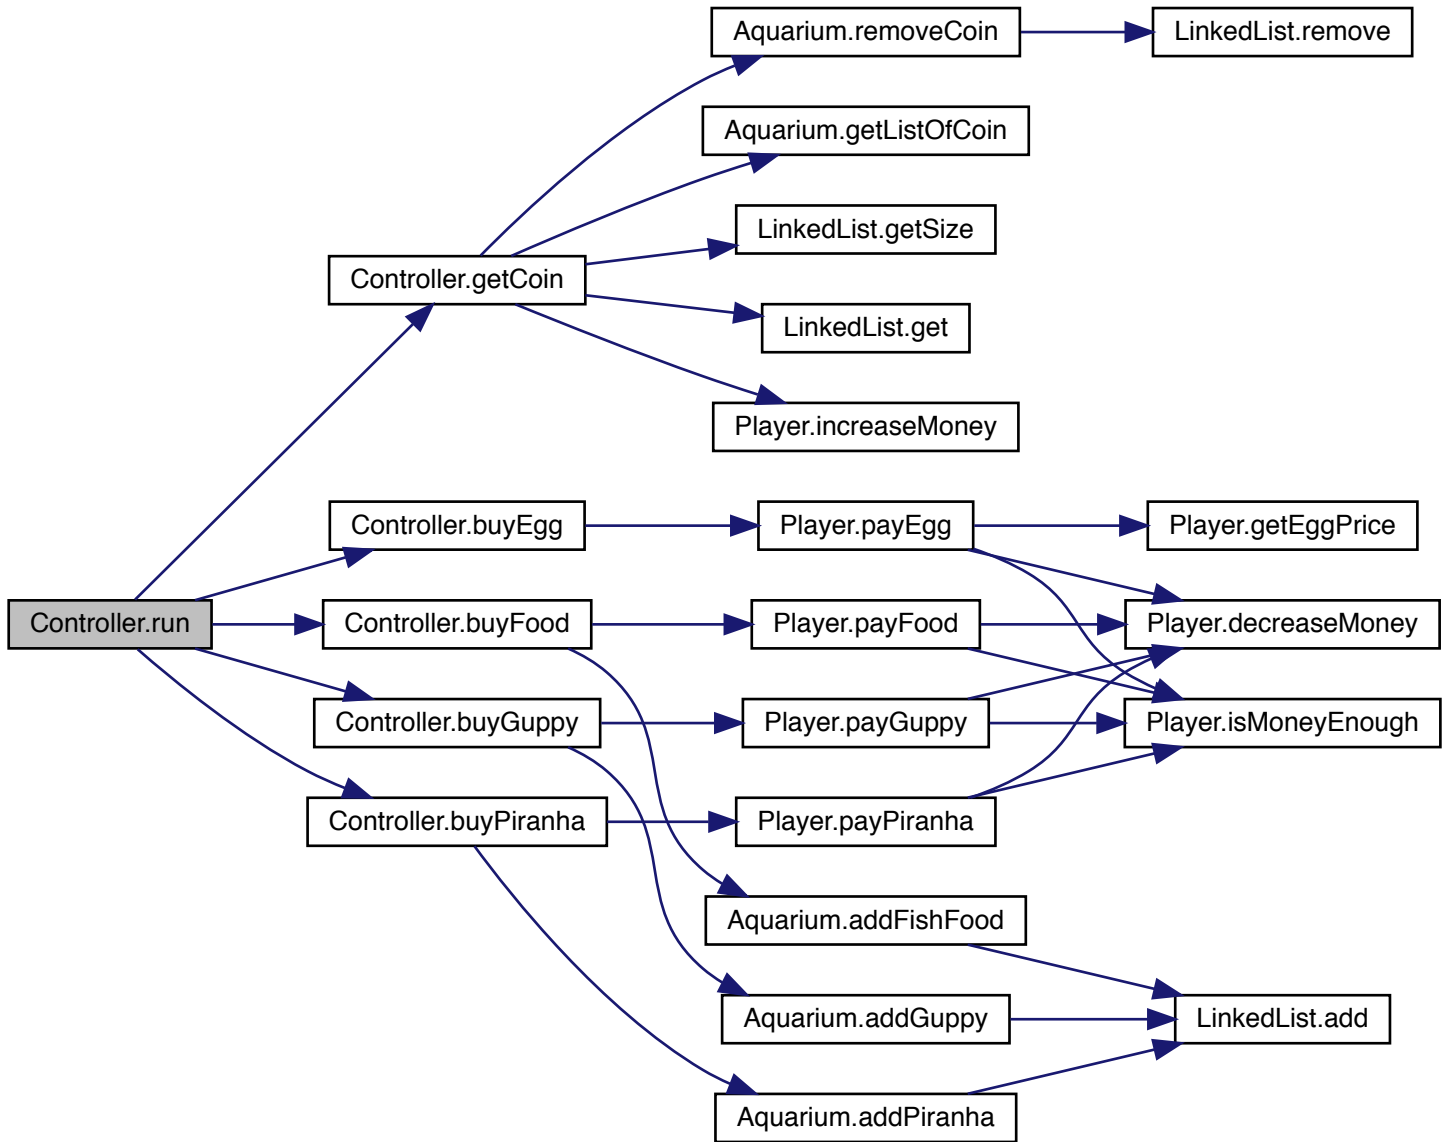 Aquarium.removeCoin
LinkedList.remove
Aquarium.getListOfCoin
LinkedList.getSize
Controller.getCoin
LinkedList.get
Player.increaseMoney
Controller.buyEgg
Player.payEgg
Player.getEggPrice
Controller.run
Controller.buyFood
Player.payFood
Player.decreaseMoney
Controller.buyGuppy
Player.payGuppy
Player.isMoneyEnough
Controller.buyPiranha
Player.payPiranha
Aquarium.addFishFood
Aquarium.addGuppy
LinkedList.add
Aquarium.addPiranha